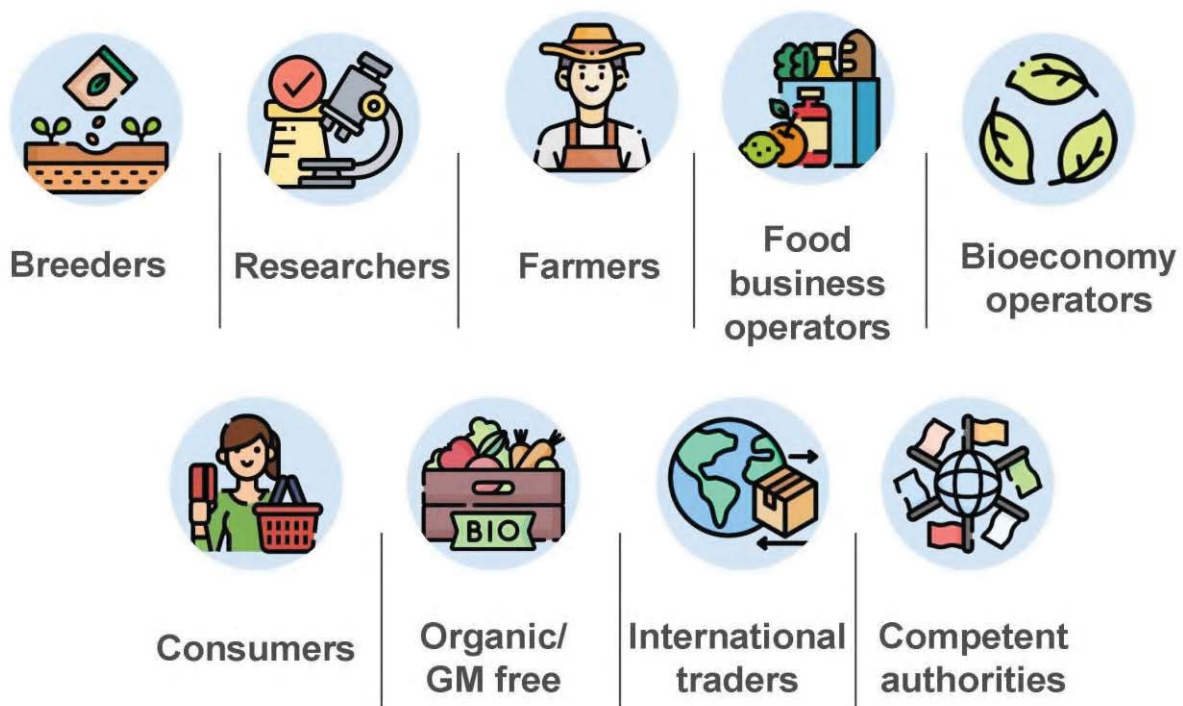 Breeders
Researchers
Farmers
Food
business
operators
Bioeconomy
operators
BIO
Consumers
Organic/
GM free
International
traders
Competent
authorities